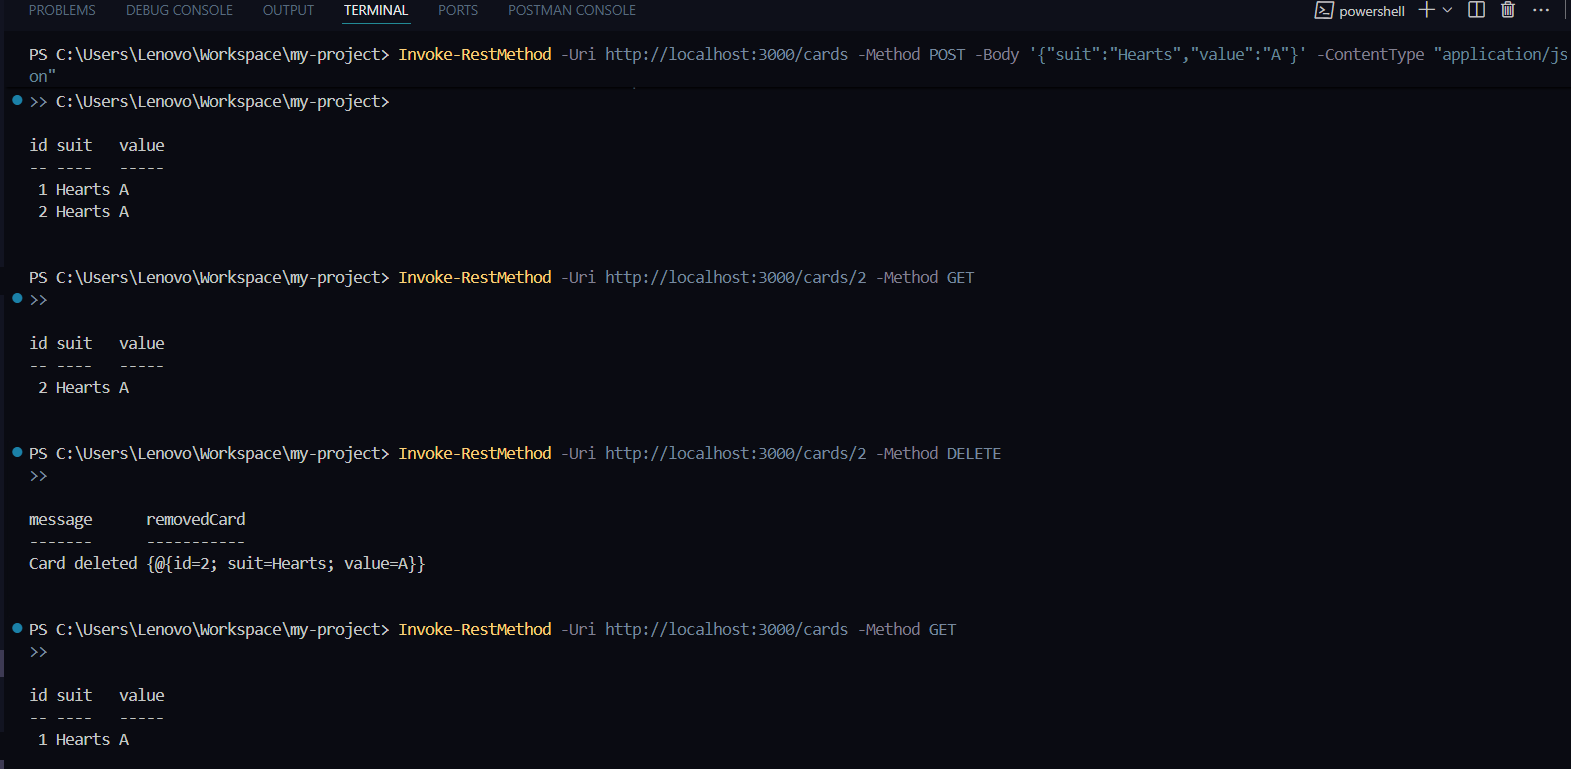 PROBLEMS DEBUG CONSOLE OUTPUT TERMINAL PORTS POSTMAN CONSOLE powershell
PS C:\Users\Lenovo\Workspace\my-project> Invoke-RestMethod -Uri http://localhost:3000/cards -Method POST -Body '{"suit":"Hearts","value":"A"}' -ContentType "application/js
on"
>> C:\Users\Lenovo\Workspace\my-project>
id suit   value
-- ----   -----
 1 Hearts A
 2 Hearts A
PS C:\Users\Lenovo\Workspace\my-project> Invoke-RestMethod -Uri http://localhost:3000/cards/2 -Method GET
>>
id suit   value
-- ----   -----
 2 Hearts A
PS C:\Users\Lenovo\Workspace\my-project> Invoke-RestMethod -Uri http://localhost:3000/cards/2 -Method DELETE
>>
message      removedCard
-------      -----------
Card deleted {@{id=2; suit=Hearts; value=A}}
PS C:\Users\Lenovo\Workspace\my-project> Invoke-RestMethod -Uri http://localhost:3000/cards -Method GET
>>
id suit   value
-- ----   -----
 1 Hearts A